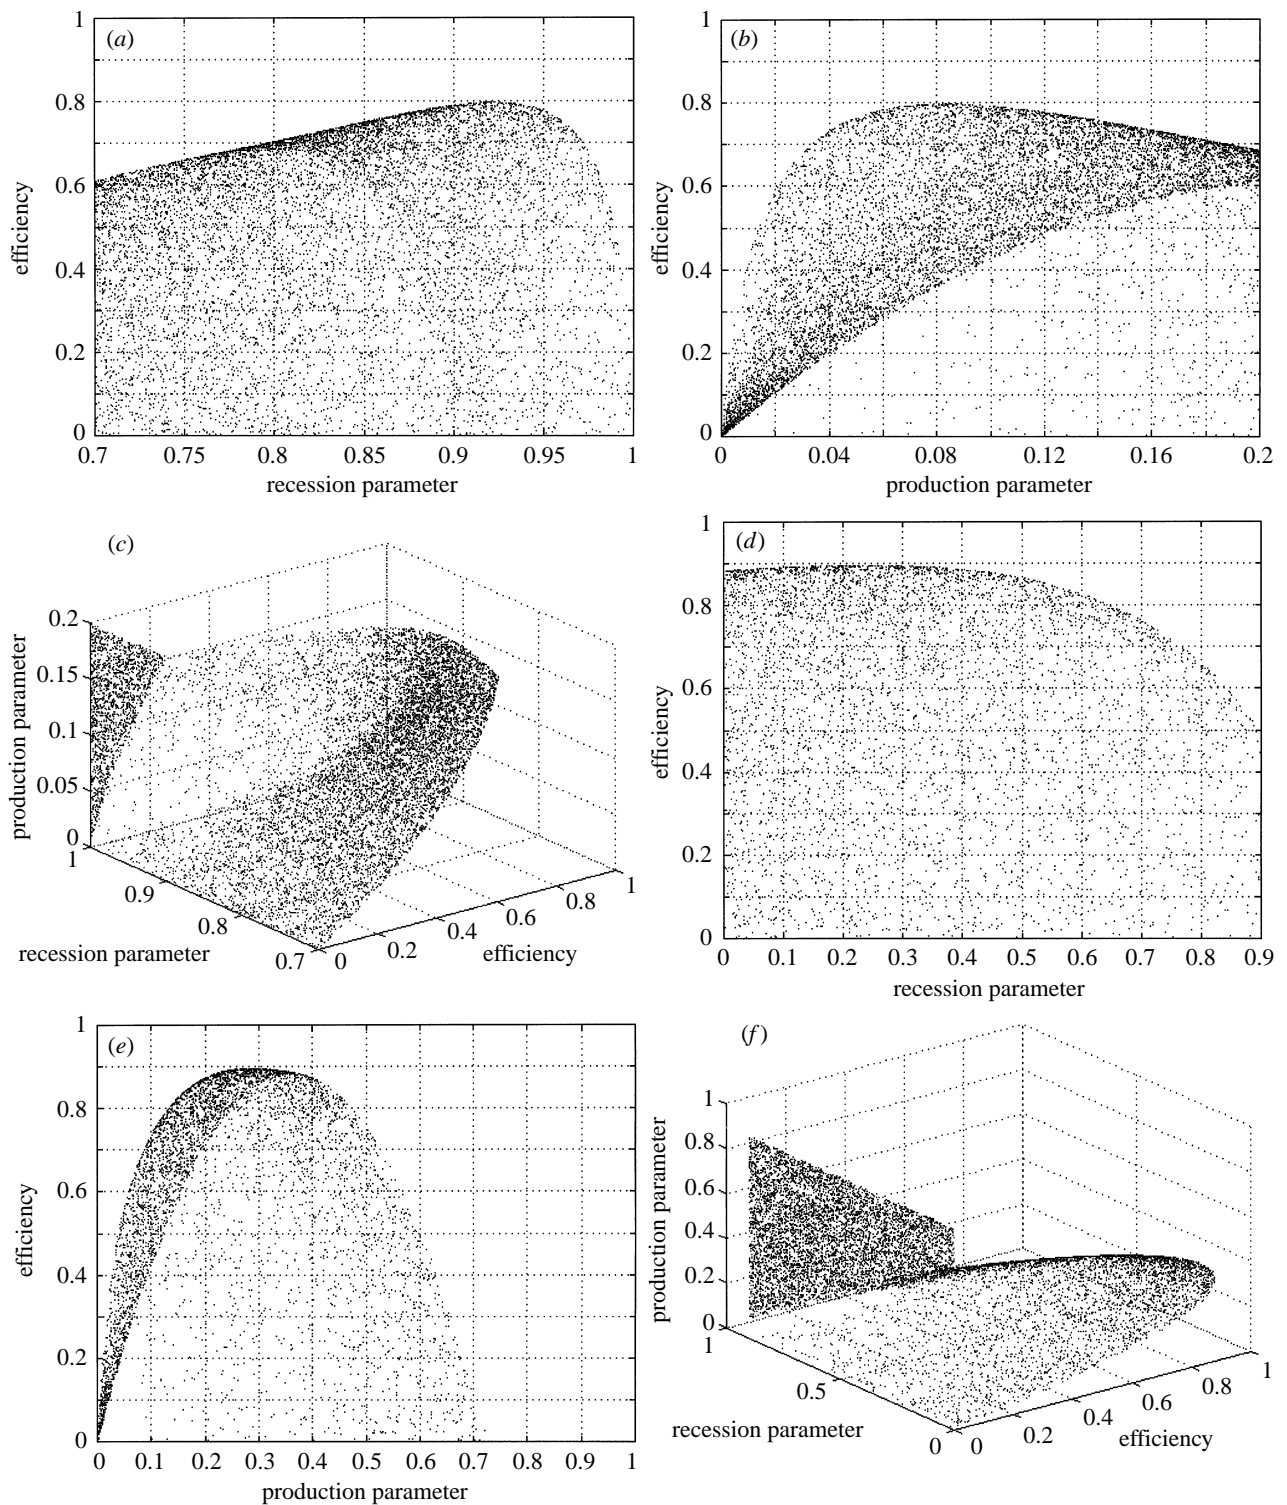 (a)
1
0.8
0.6
0.4
0.2
0
efficiency
0.7 0.75 0.8 0.85 0.9 0.95 1
recession parameter
(b)
1
0.8
0.6
0.4
0.2
0
efficiency
0 0.04 0.08 0.12 0.16 0.2
production parameter
(c)
0.2
0.15
0.1
0.05
0
production parameter
1 0.9 0.8 0.7
recession parameter
0 0.2 0.4 0.6 0.8 1
efficiency
(d)
1
0.8
0.6
0.4
0.2
0
efficiency
0 0.1 0.2 0.3 0.4 0.5 0.6 0.7 0.8 0.9
recession parameter
(e)
1
0.8
0.6
0.4
0.2
0
efficiency
0 0.1 0.2 0.3 0.4 0.5 0.6 0.7 0.8 0.9 1
production parameter
(f)
1
0.8
0.6
0.4
0.2
0
production parameter
1 0.5 0
recession parameter
0 0.2 0.4 0.6 0.8 1
efficiency